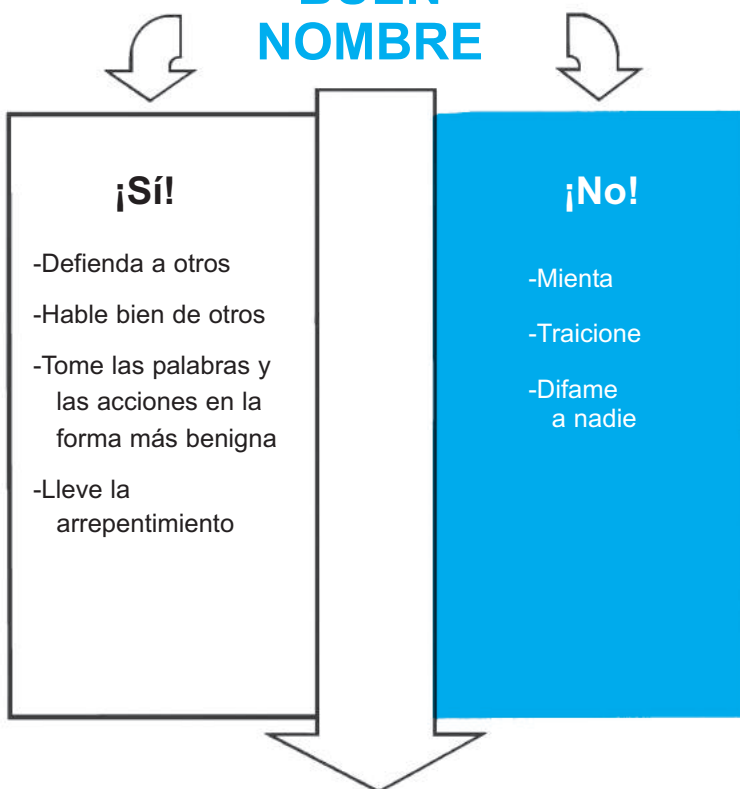 BUEN
NOMBRE
¡Sí!
-Defienda a otros
-Hable bien de otros
-Tome las palabras y
las acciones en la
forma más benigna
-Lleve la
arrepentimiento
¡No!
-Mienta
-Traicione
-Difame
a nadie